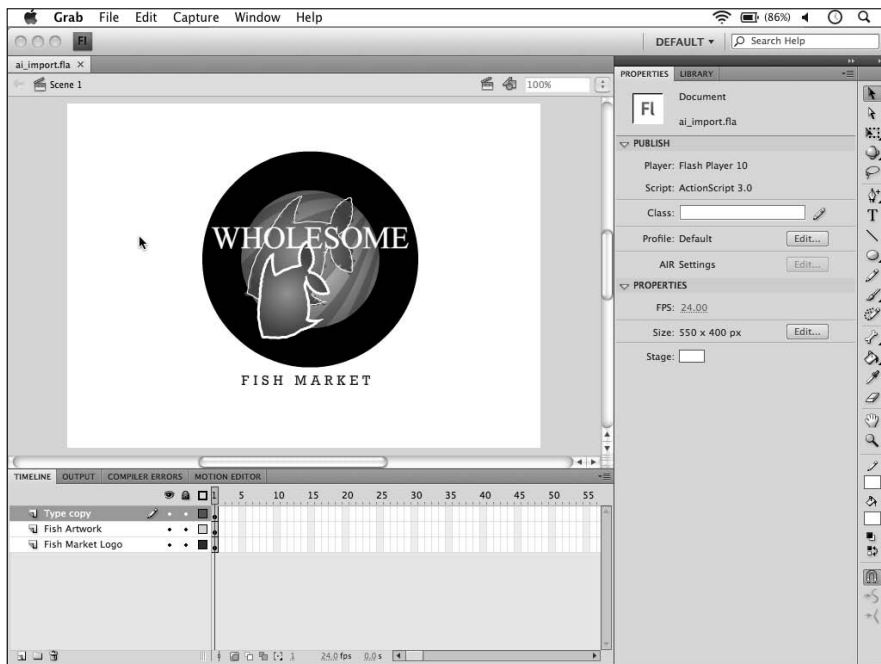 Grab File Edit Capture Window Help (86%)
Fl DEFAULT Search Help
ai_import.fla ×
Scene 1 100%
WHOLESOME
FISH MARKET
PROPERTIES LIBRARY
Fl
Document
ai_import.fla
PUBLISH
Player: Flash Player 10
Script: ActionScript 3.0
Class:
Profile: Default Edit...
AIR Settings Edit...
PROPERTIES
FPS: 24.00
Size: 550 x 400 px Edit...
Stage:
T
TIMELINE OUTPUT COMPILER ERRORS MOTION EDITOR
1 5 10 15 20 25 30 35 40 45 50 55
Type copy
Fish Artwork
Fish Market Logo
1 24.0 fps 0.0 s